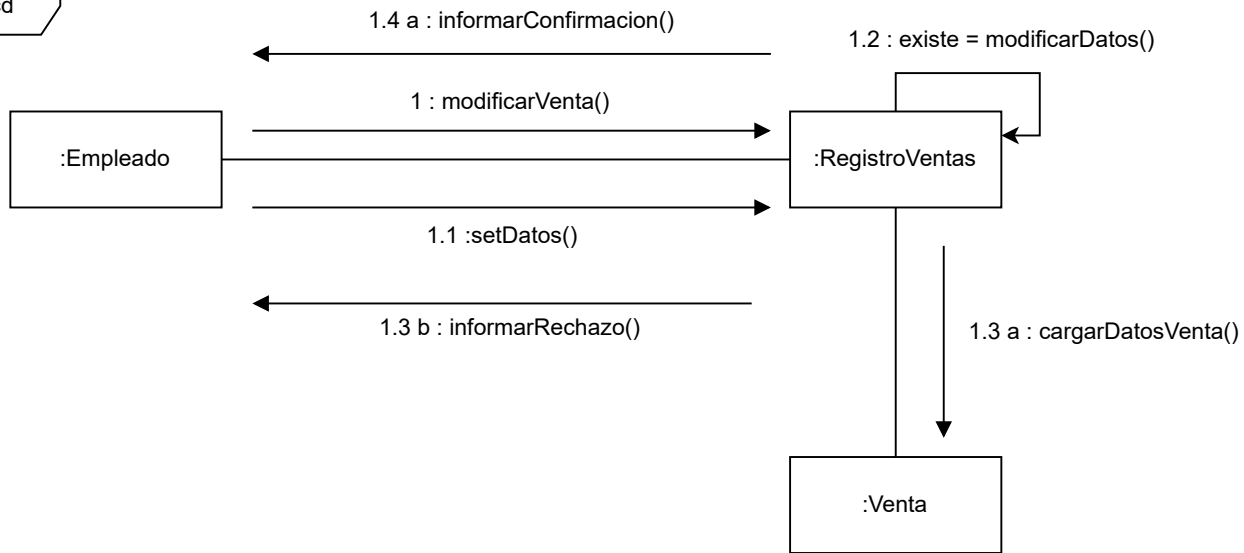 1.4 a : informarConfirmacion()
1.2 : existe = modificarDatos()
1 : modificarVenta()
:Empleado
:RegistroVentas
1.1 :setDatos()
1.3 b : informarRechazo()
1.3 a : cargarDatosVenta()
:Venta